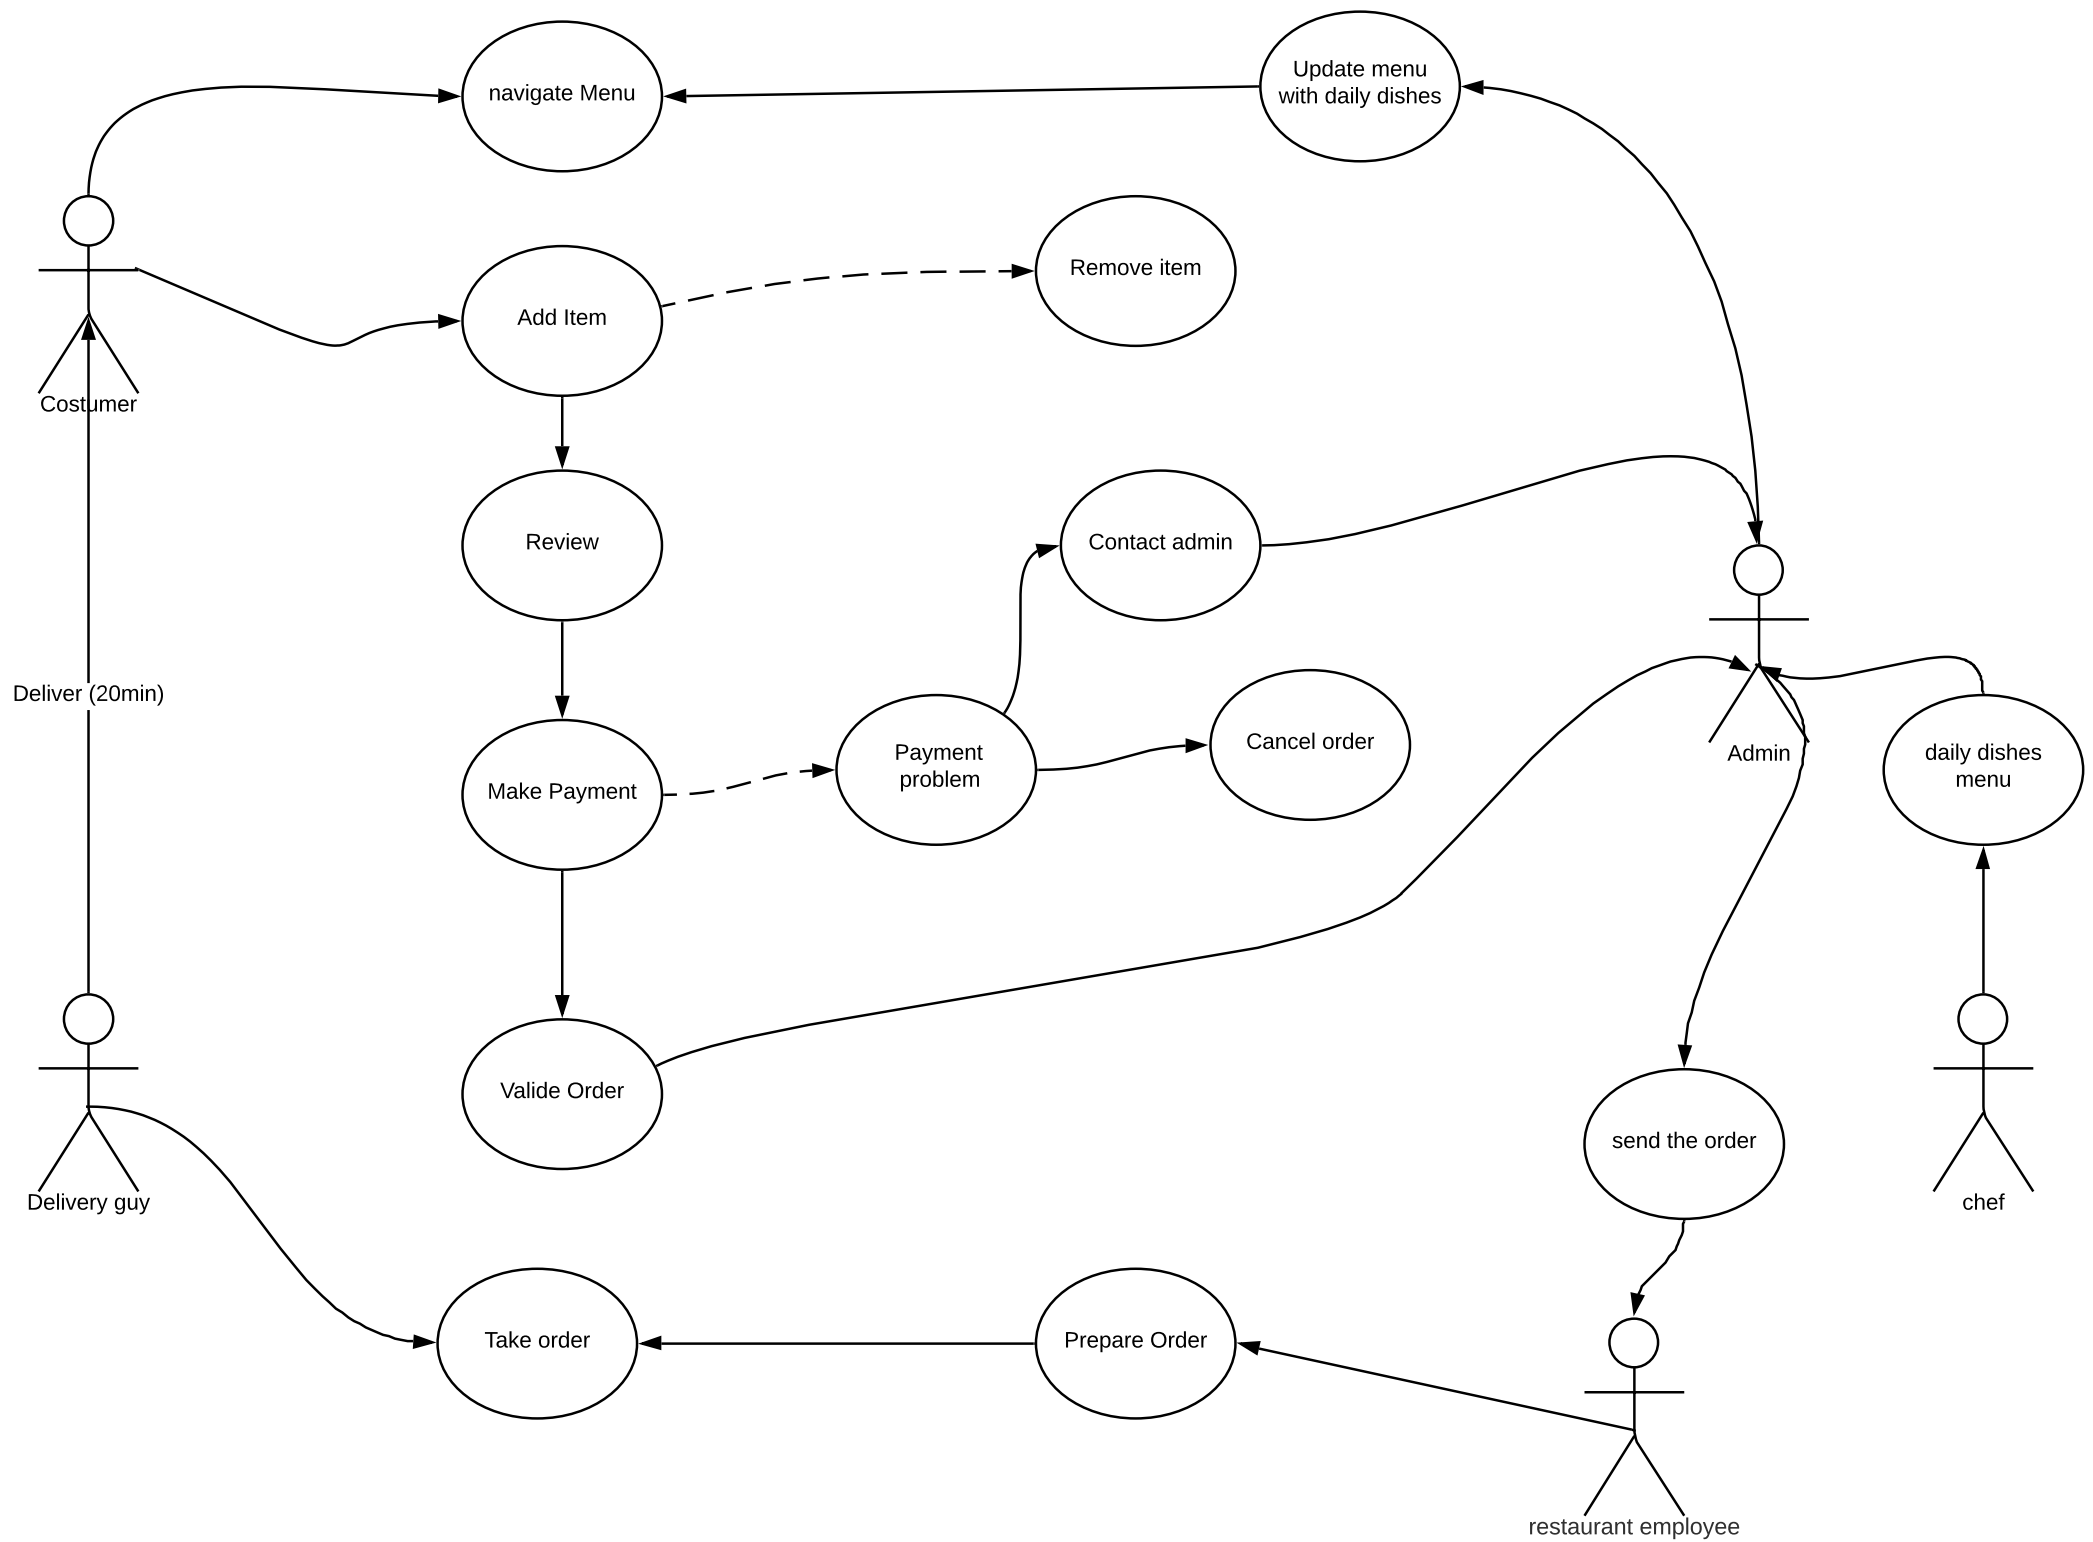 navigate Menu
Update menu
with daily dishes
Remove item
Add Item
Costumer
Review
Contact admin
Deliver (20min)
Make Payment
Payment
problem
Cancel order
Admin
daily dishes
menu
Valide Order
send the order
Delivery guy
chef
Take order
Prepare Order
restaurant employee